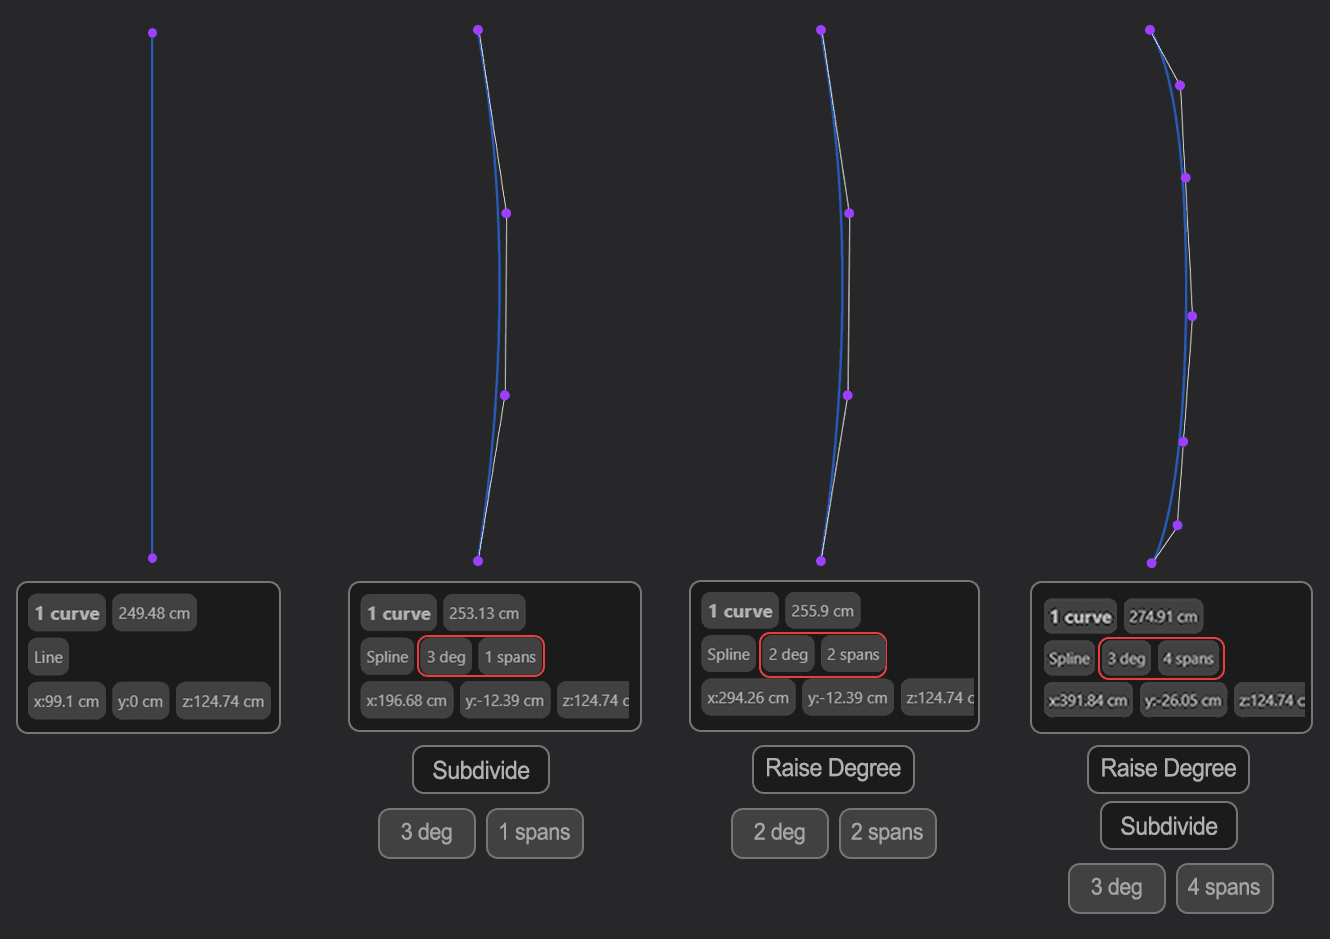 1 curve 249.48 cm
Line
x:99.1 cm y:0 cm z:124.74 cm
1 curve 253.13 cm
Spline 3 deg 1 spans
x:196.68 cm y:-12.39 cm z:124.74 c
Subdivide
3 deg 1 spans
1 curve 255.9 cm
Spline 2 deg 2 spans
x:294.26 cm y:-12.39 cm z:124.74 c
Raise Degree
2 deg 2 spans
1 curve 274.91 cm
Spline 3 deg 4 spans
x:391.84 cm y:-26.05 cm z:124.74 c
Raise Degree
Subdivide
3 deg 4 spans